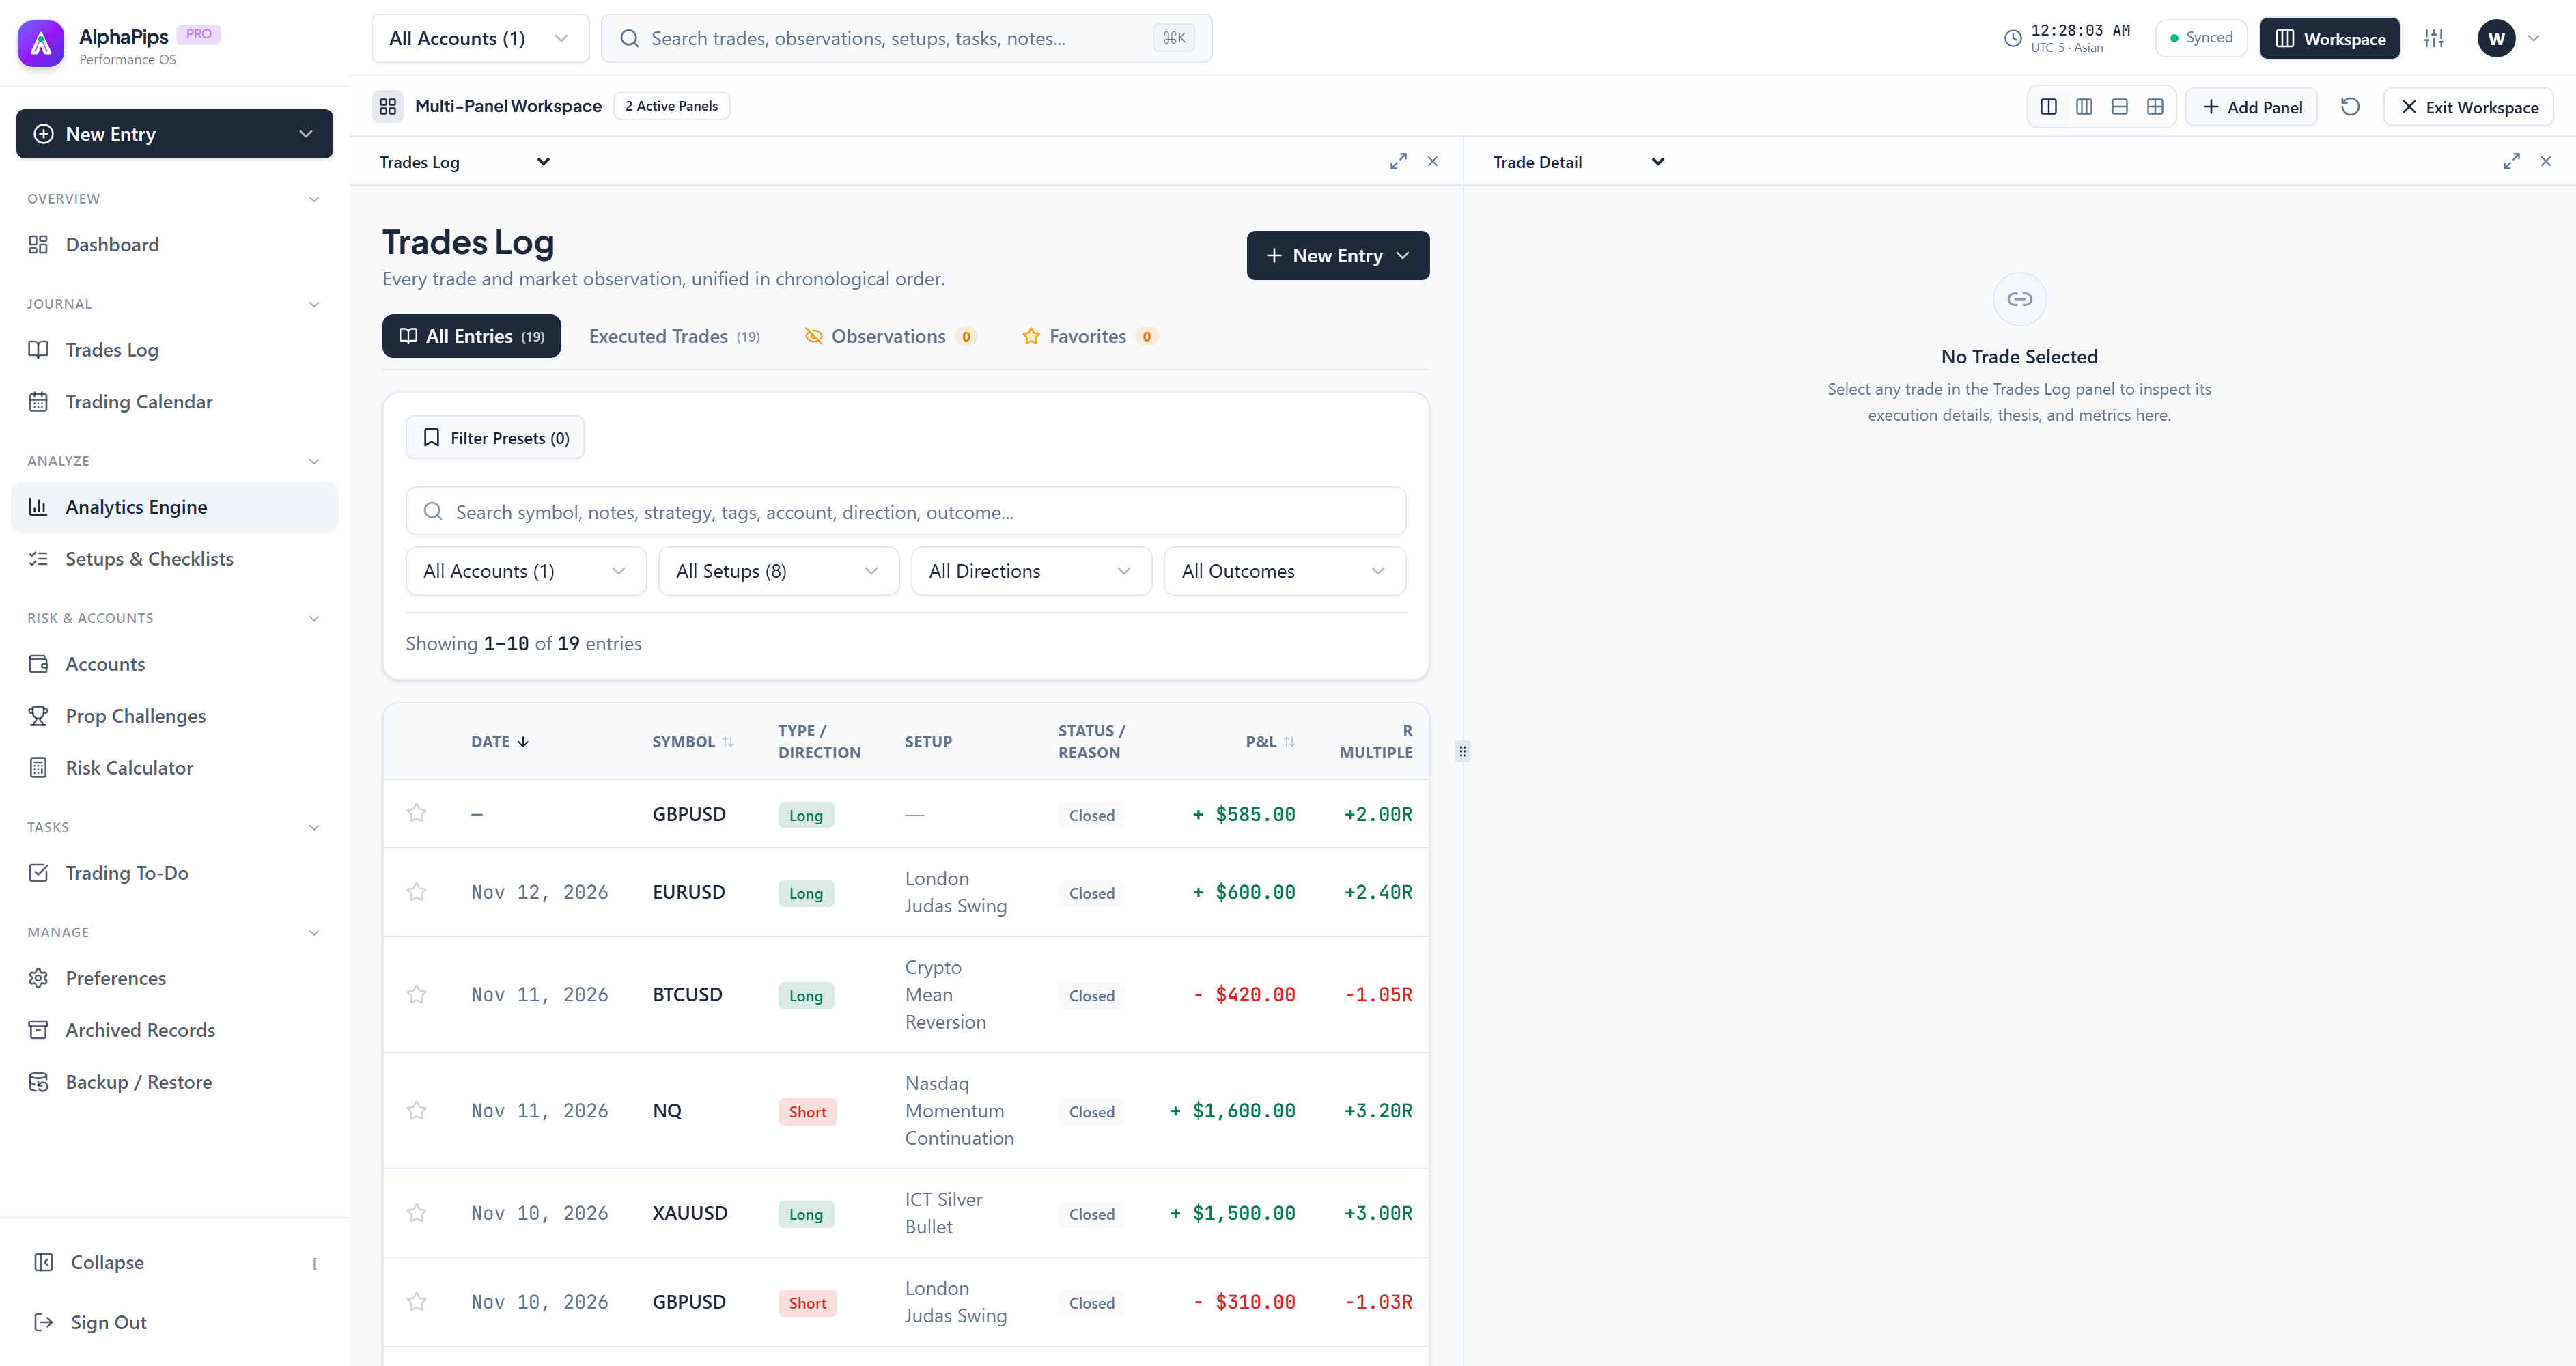 AlphaPips PRO
Performance OS
All Accounts (1)
Search trades, observations, setups, tasks, notes...
⌘K
12:28:03 AM
UTC-5 · Asian
Synced
Workspace
W
New Entry
OVERVIEW
Dashboard
JOURNAL
Trades Log
Trading Calendar
ANALYZE
Analytics Engine
Setups & Checklists
RISK & ACCOUNTS
Accounts
Prop Challenges
Risk Calculator
TASKS
Trading To-Do
MANAGE
Preferences
Archived Records
Backup / Restore
Collapse [
Sign Out
Multi-Panel Workspace
2 Active Panels
Add Panel
Exit Workspace
Trades Log
Trades Log
Every trade and market observation, unified in chronological order.
New Entry
All Entries (19)
Executed Trades (19)
Observations 0
Favorites 0
Filter Presets (0)
Search symbol, notes, strategy, tags, account, direction, outcome...
All Accounts (1)
All Setups (8)
All Directions
All Outcomes
Showing 1–10 of 19 entries
DATE
SYMBOL
TYPE /
DIRECTION
SETUP
STATUS /
REASON
P&L
R
MULTIPLE
— GBPUSD Long — Closed + $585.00 +2.00R
Nov 12, 2026 EURUSD Long
London
Judas Swing
Closed + $600.00 +2.40R
Nov 11, 2026 BTCUSD Long
Crypto
Mean
Reversion
Closed - $420.00 -1.05R
Nov 11, 2026 NQ Short
Nasdaq
Momentum
Continuation
Closed + $1,600.00 +3.20R
Nov 10, 2026 XAUUSD Long
ICT Silver
Bullet
Closed + $1,500.00 +3.00R
Nov 10, 2026 GBPUSD Short
London
Judas Swing
Closed - $310.00 -1.03R
Trade Detail
No Trade Selected
Select any trade in the Trades Log panel to inspect its
execution details, thesis, and metrics here.